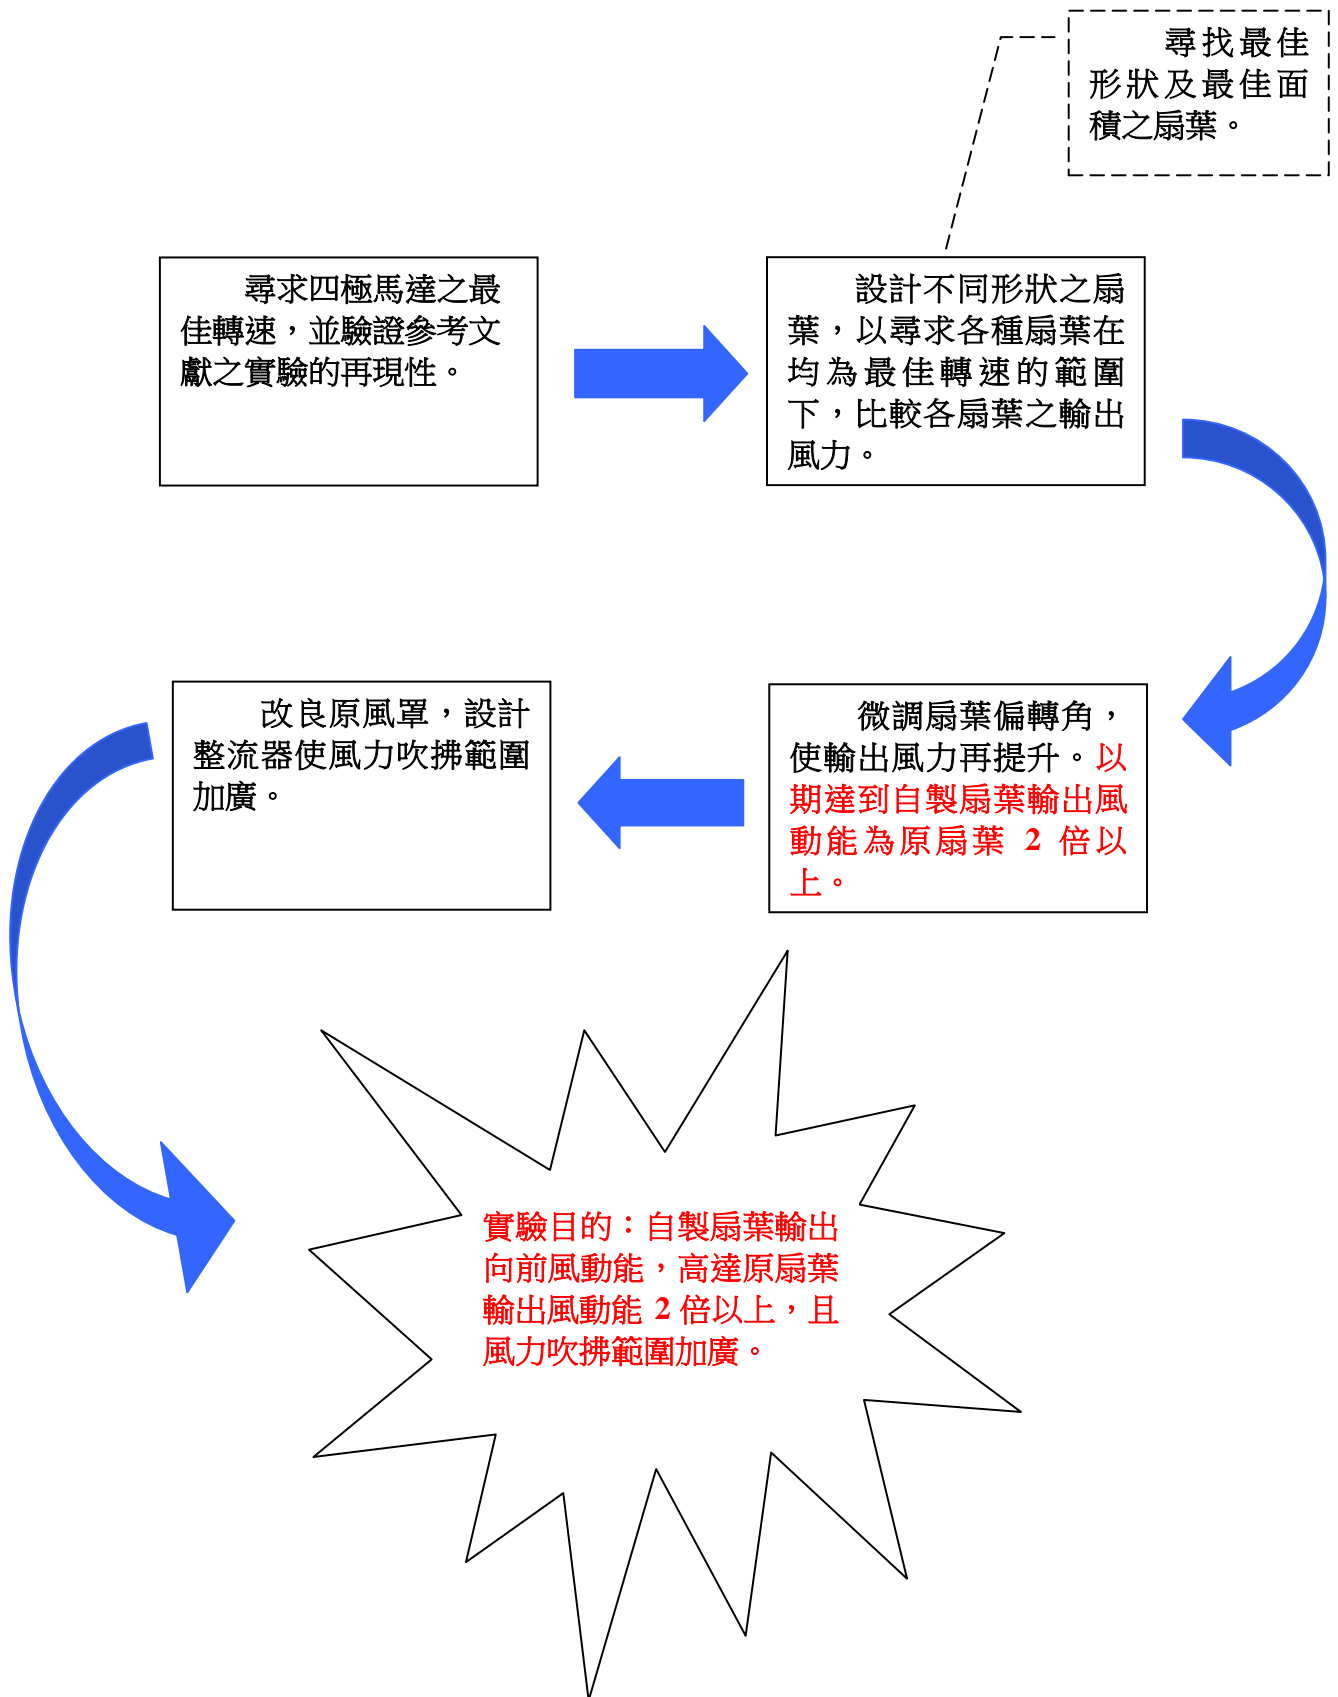 尋找最佳
形狀及最佳面
積之扇葉。
尋求四極馬達之最
佳轉速，並驗證參考文
獻之實驗的再現性。
設計不同形狀之扇
葉，以尋求各種扇葉在
均為最佳轉速的範圍
下，比較各扇葉之輸出
風力。
微調扇葉偏轉角，
使輸出風力再提升。以
期達到自製扇葉輸出風
動能為原扇葉 2 倍以
上。
改良原風罩，設計
整流器使風力吹拂範圍
加廣。
實驗目的：自製扇葉輸出
向前風動能，高達原扇葉
輸出風動能 2 倍以上，且
風力吹拂範圍加廣。